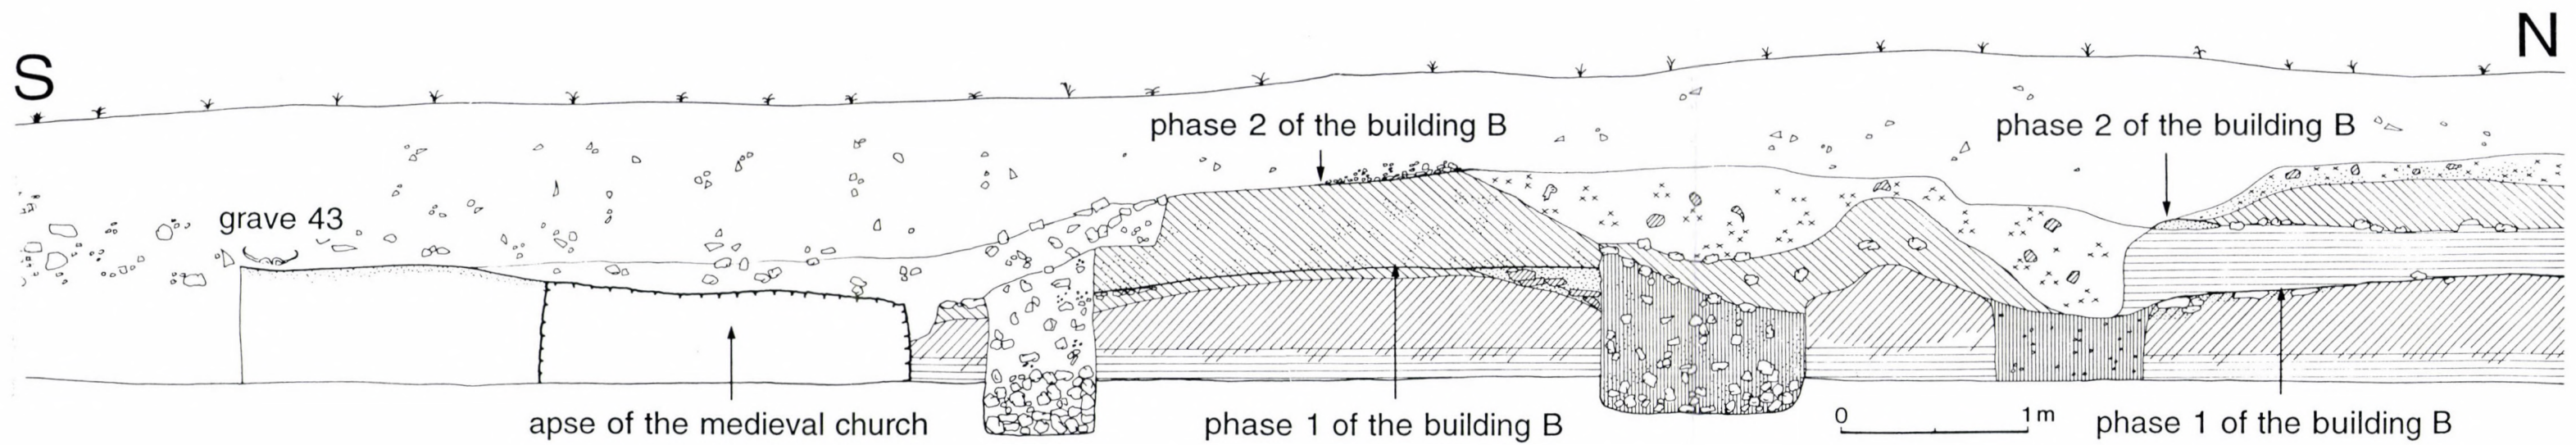 S
N
phase 2 of the building B
phase 2 of the building B
grave 43
apse of the medieval church
phase 1 of the building B
0 1m
phase 1 of the building B